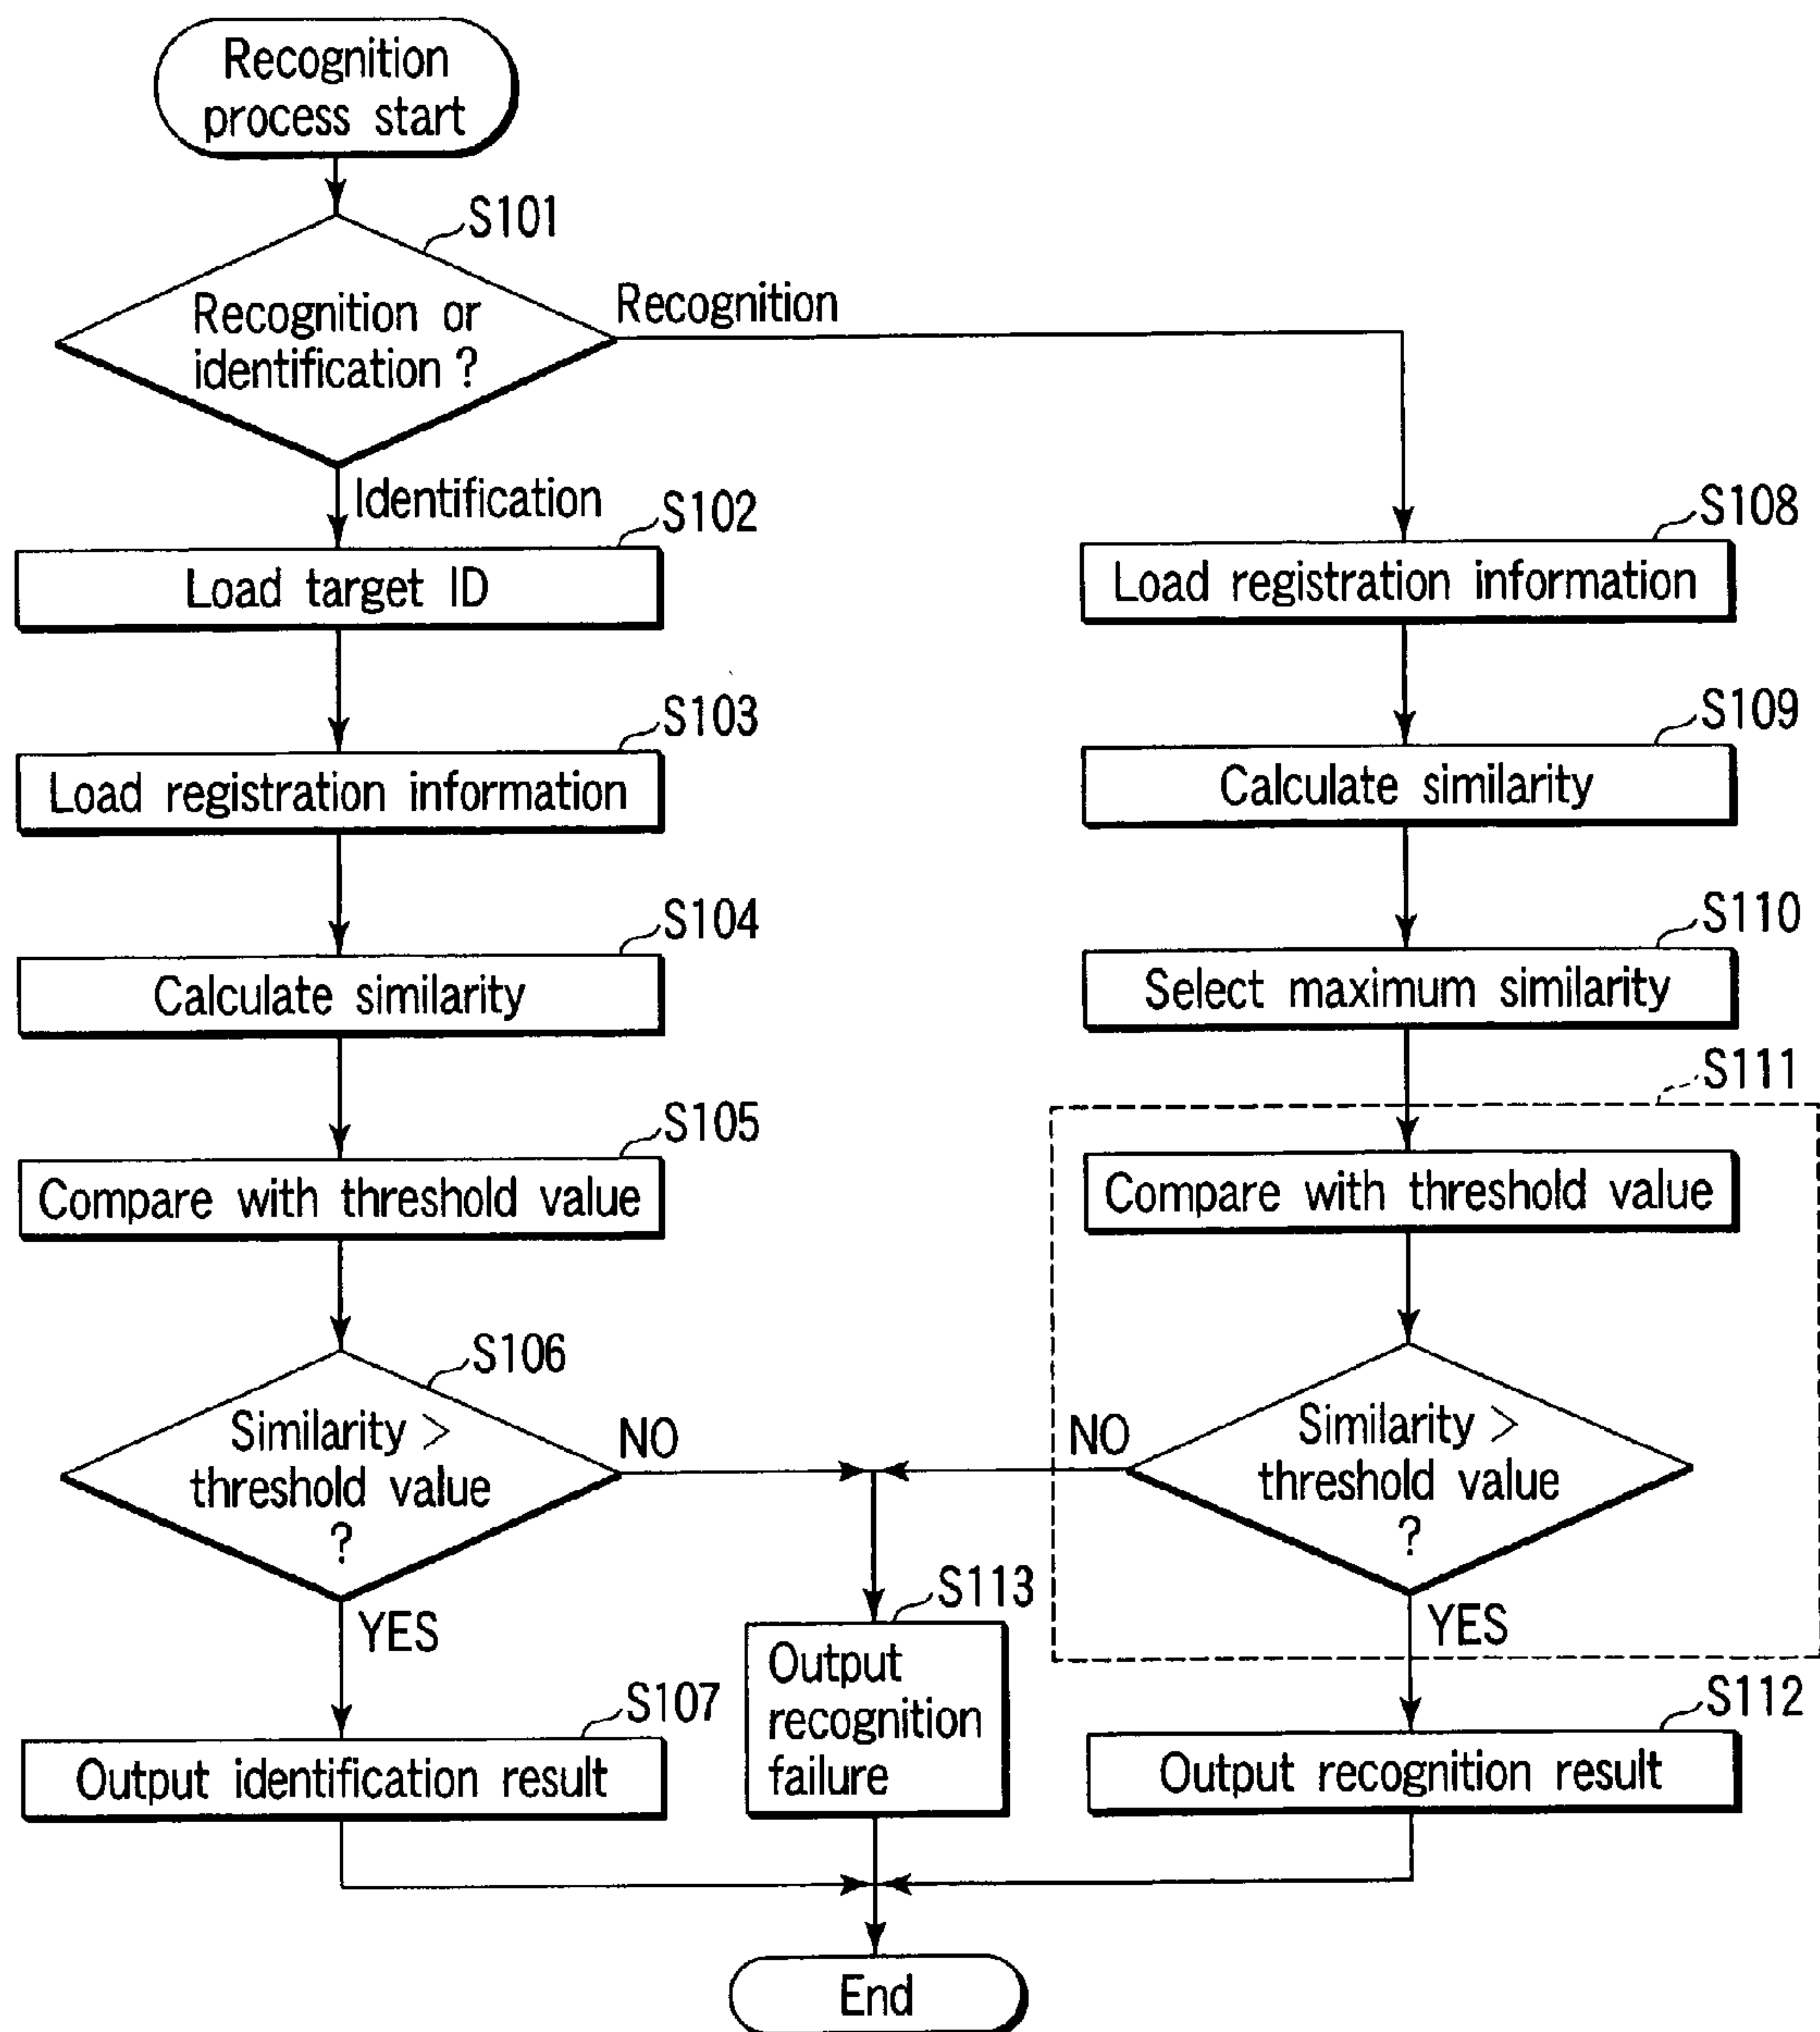 Recognition
process start
S101
Recognition or
identification ?
Recognition
Identification
S102
Load target ID
S103
Load registration information
S104
Calculate similarity
S105
Compare with threshold value
S106
Similarity >
threshold value
?
NO
YES
S107
Output identification result
S108
Load registration information
S109
Calculate similarity
S110
Select maximum similarity
S111
Compare with threshold value
Similarity >
threshold value
?
NO
YES
S112
Output recognition result
S113
Output
recognition
failure
End